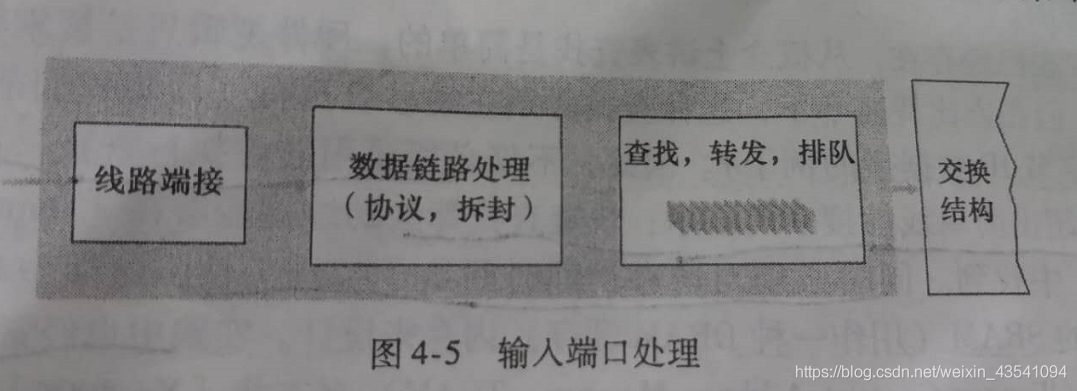 线路端接
数据链路处理
（协议，拆封）
查找，转发，排队
交换
结构
图 4-5 输入端口处理
https://blog.csdn.net/weixin_43541094